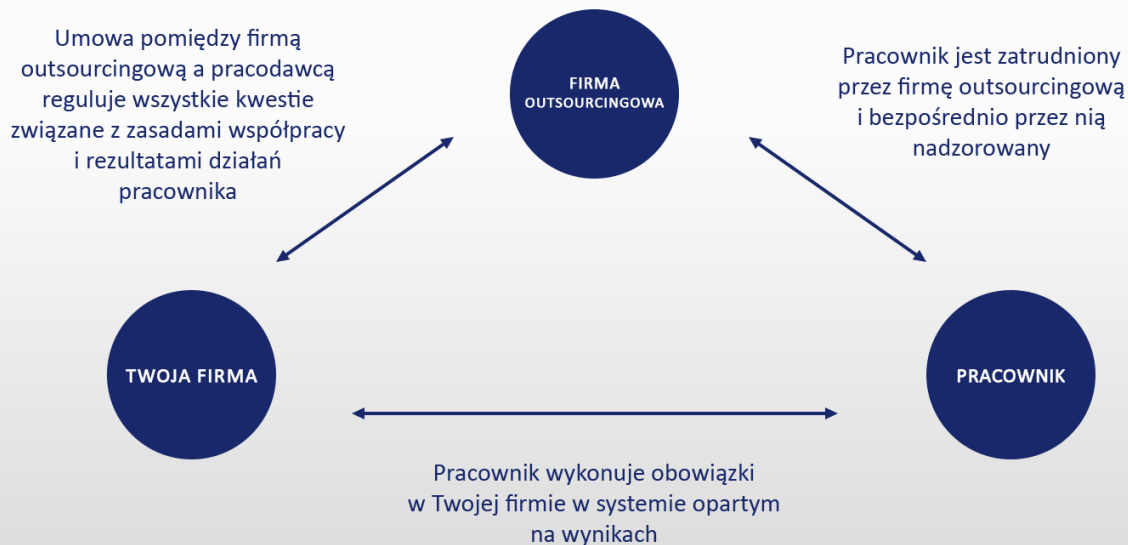 Umowa pomiędzy firmą
outsourcingową a pracodawcą
reguluje wszystkie kwestie
związane z zasadami współpracy
i rezultatami działań
pracownika
FIRMA
OUTSOURCINGOWA
Pracownik jest zatrudniony
przez firmę outsourcingową
i bezpośrednio przez nią
nadzorowany
TWOJA FIRMA
PRACOWNIK
Pracownik wykonuje obowiązki
w Twojej firmie w systemie opartym
na wynikach